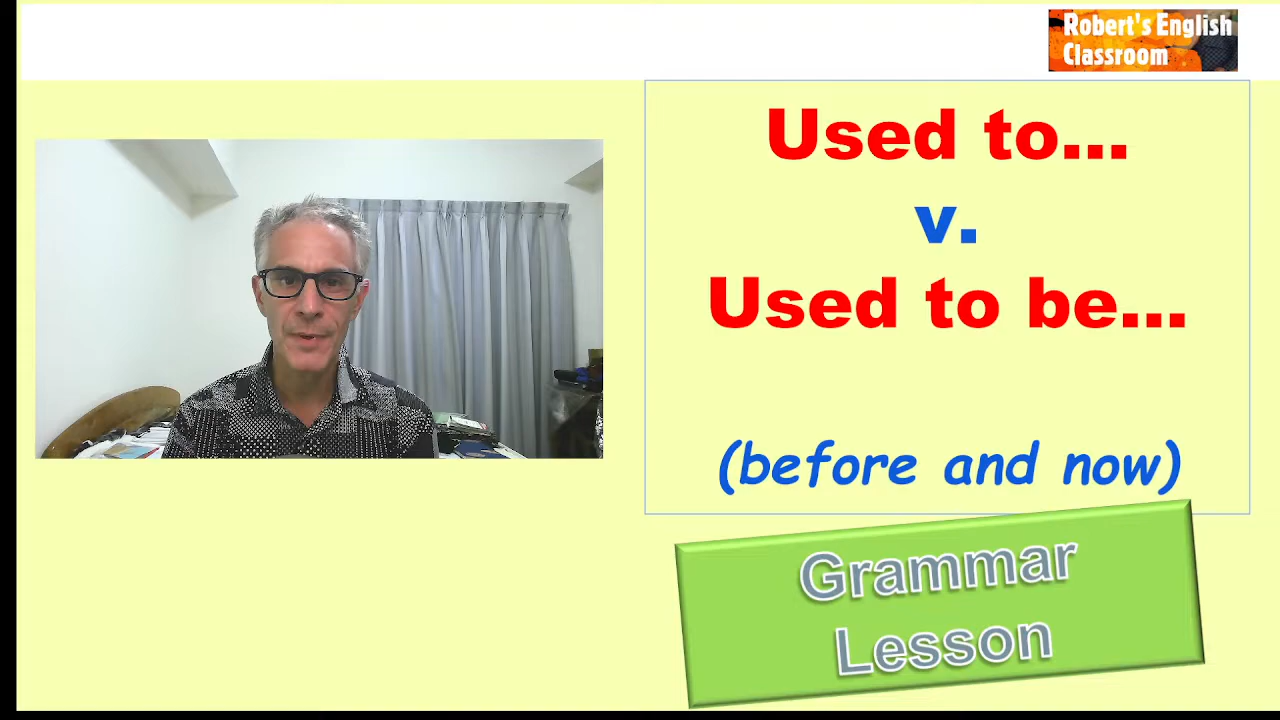 Robert's English
Classroom
Used to...
v.
Used to be...
(before and now)
Grammar
Lesson